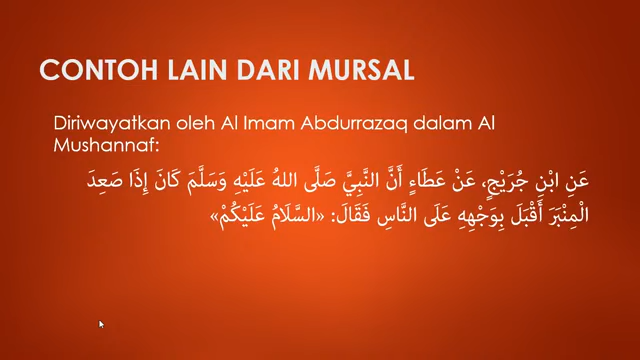 CONTOH LAIN DARI MURSAL
Diriwayatkan oleh Al Imam Abdurrazaq dalam Al
Mushannaf:
عَنِ ابْنِ جُرَيْجٍ، عَنْ عَطَاءٍ أَنَّ النَّبِيَّ صَلَّى اللهُ عَلَيْهِ وَسَلَّمَ كَانَ إِذَا صَعِدَ
الْمِنْبَرَ أَقْبَلَ بِوَجْهِهِ عَلَى النَّاسِ فَقَالَ: «السَّلَامُ عَلَيْكُمْ»